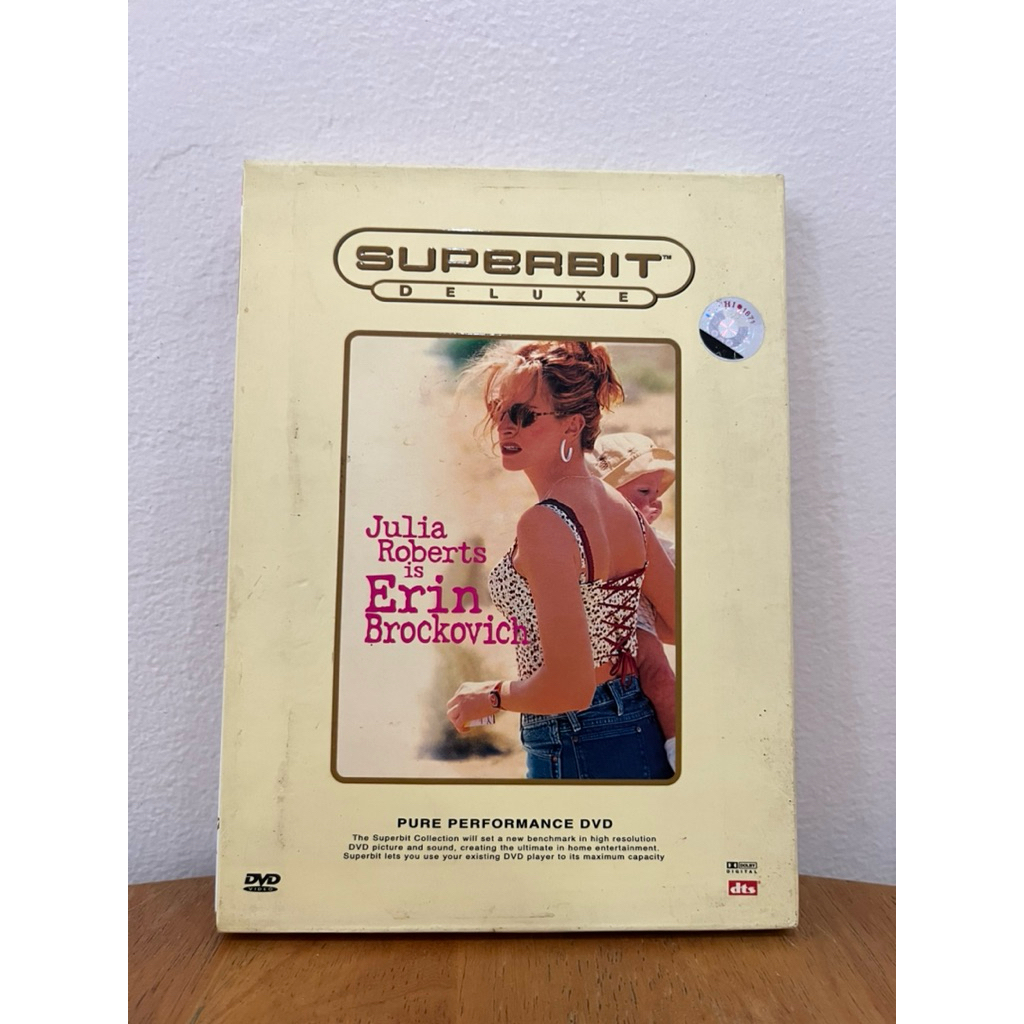 SUPERBIT™
DELUXE
Julia
Roberts
is
Erin
Brockovich
PURE PERFORMANCE DVD
The Superbit Collection will set a new benchmark in high resolution
DVD picture and sound, creating the ultimate in home entertainment.
Superbit lets you use your existing DVD player to its maximum capacity
DVD
VIDEO
DOLBY
DIGITAL
dts